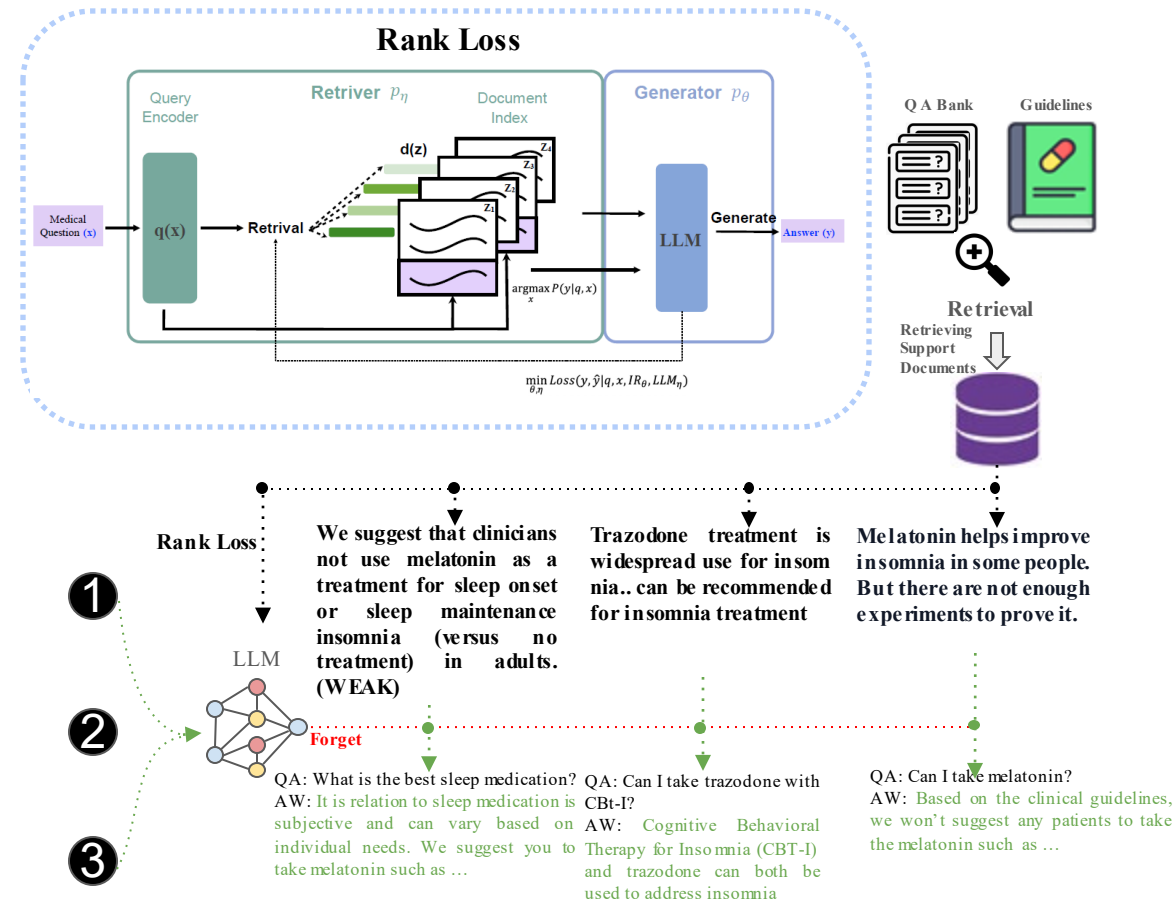 Rank Loss
Query
Encoder
Retriver pη
Document
Index
Generator pθ
QA Bank
Guidelines
d(z)
Z4
Z3
Z2
Z1
?
?
?
Medical
Question (x)
q(x)
Retrival
LLM
Generate
Answer (y)
argmax P(y|q, x)
x
min Loss(y, ŷ|q, x, IRθ, LLMη)
θ,η
Retrieval
Retrieving
Support
Documents
Rank Loss
We suggest that clinicians
not use melatonin as a
treatment for sleep onset
or sleep maintenance
insomnia (versus no
treatment) in adults.
(WEAK)
Trazodone treatment is
widespread use for insom
nia.. can be recommended
for insomnia treatment
Melatonin helps improve
insomnia in some people.
But there are not enough
experiments to prove it.
1
2
3
LLM
Forget
QA: What is the best sleep medication?
AW: It is relation to sleep medication is
subjective and can vary based on
individual needs. We suggest you to
take melatonin such as …
QA: Can I take trazodone with
CBt-I?
AW: Cognitive Behavioral
Therapy for Insomnia (CBT-I)
and trazodone can both be
used to address insomnia
QA: Can I take melatonin?
AW: Based on the clinical guidelines,
we won't suggest any patients to take
the melatonin such as …